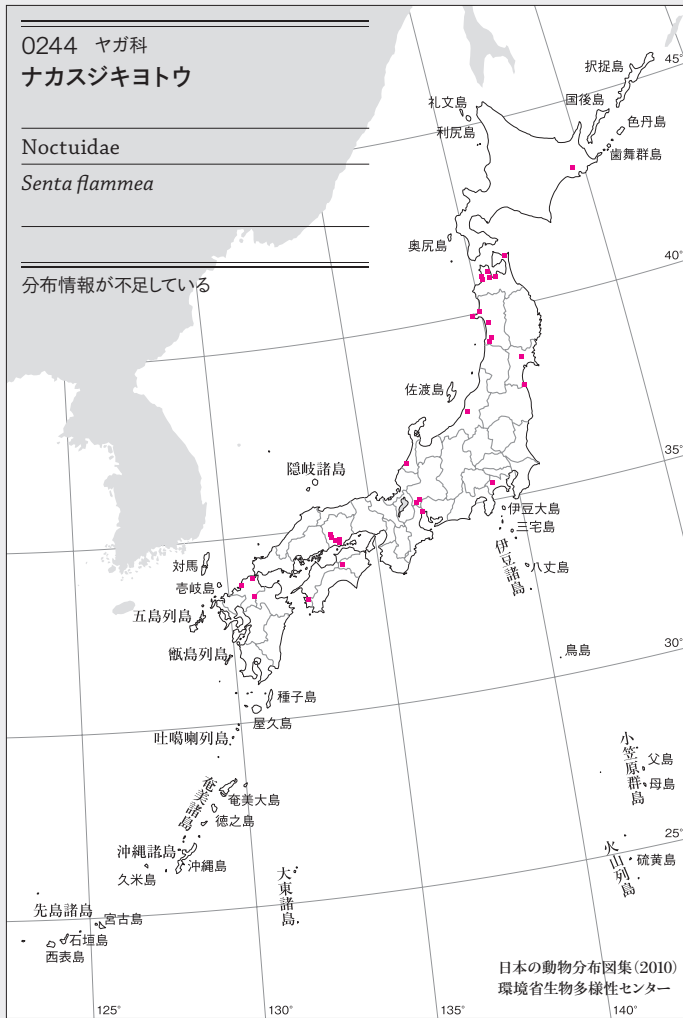 0244 ヤガ科
ナカスジキヨトウ
Noctuidae
Senta flammea
分布情報が不足している
択捉島
45°
礼文島
国後島
利尻島
色丹島
歯舞群島
奥尻島
40°
佐渡島
35°
隠岐諸島
伊豆大島
三宅島
伊豆諸島
八丈島
対馬
壱岐島
五島列島
甑島列島
鳥島
30°
種子島
屋久島
吐噶喇列島
小笠原群島
父島
母島
奄美諸島
奄美大島
徳之島
沖縄諸島
沖縄島
久米島
25°
火山列島
硫黄島
大東諸島
先島諸島
宮古島
石垣島
西表島
日本の動物分布図集(2010)
環境省生物多様性センター
125°
130°
135°
140°